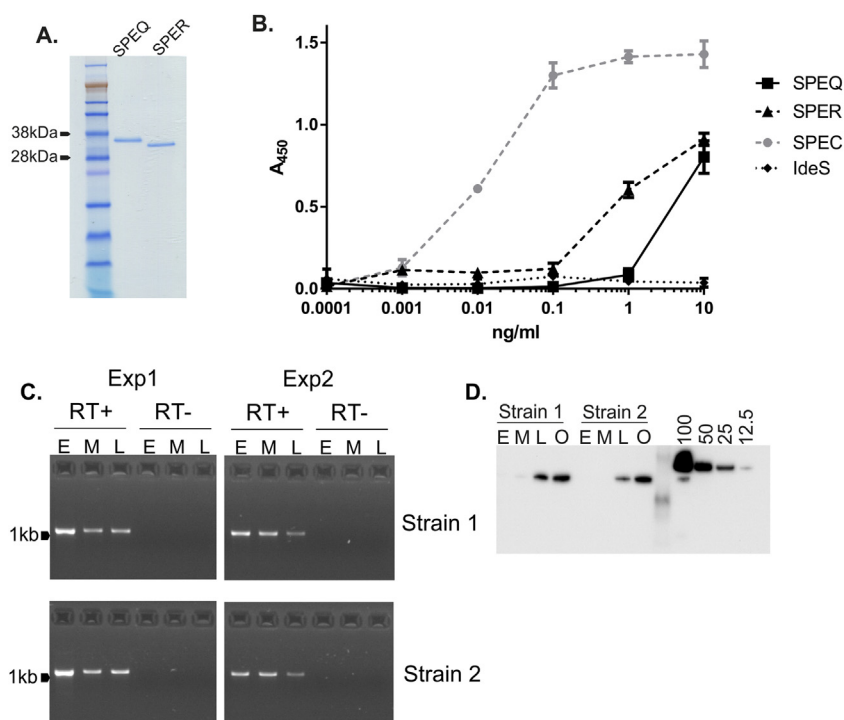 A.
SPEQ
SPER
38kDa
28kDa
B.
1.5
1.0
0.5
0.0
A450
0.0001 0.001 0.01 0.1 1 10
ng/ml
SPEQ
SPER
SPEC
IdeS
C.
Exp1 Exp2
RT+ RT- RT+ RT-
E M L E M L E M L E M L
1kb
Strain 1
1kb
Strain 2
D.
Strain 1 Strain 2
E M L O E M L O
100
50
25
12.5